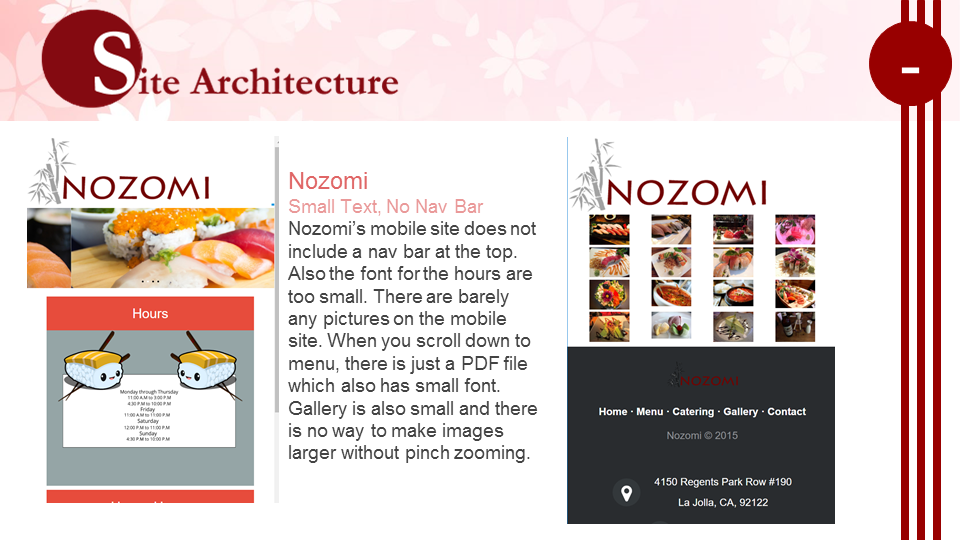 Site Architecture
-
NOZOMI
Hours
Monday through Thursday
11:00 A.M to 3:00 P.M
4:30 P.M to 10:00 P.M
Friday
11:00 A.M to 11:00 P.M
Saturday
12:00 P.M to 11:00 P.M
Sunday
4:30 P.M to 10:00 P.M
Nozomi
Small Text, No Nav Bar
Nozomi’s mobile site does not
include a nav bar at the top.
Also the font for the hours are
too small. There are barely
any pictures on the mobile
site. When you scroll down to
menu, there is just a PDF file
which also has small font.
Gallery is also small and there
is no way to make images
larger without pinch zooming.
NOZOMI
NOZOMI
Home · Menu · Catering · Gallery · Contact
Nozomi © 2015
4150 Regents Park Row #190
La Jolla, CA, 92122